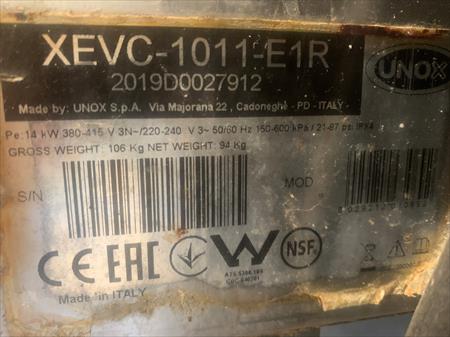 XEVC-1011-E1R
2019D0027912
UNOX
Made by: UNOX S.p.A. Via Majorana 22 , Cadoneghe - PD - ITALY
Pe: 14 kW 380-415 V 3N~/220-240 V 3~ 50/60 Hz 150-600 kPa / 21-87 psi IPX4
GROSS WEIGHT: 106 Kg NET WEIGHT: 94 Kg
S/N
MOD
CE EAC W NSF
Made in ITALY